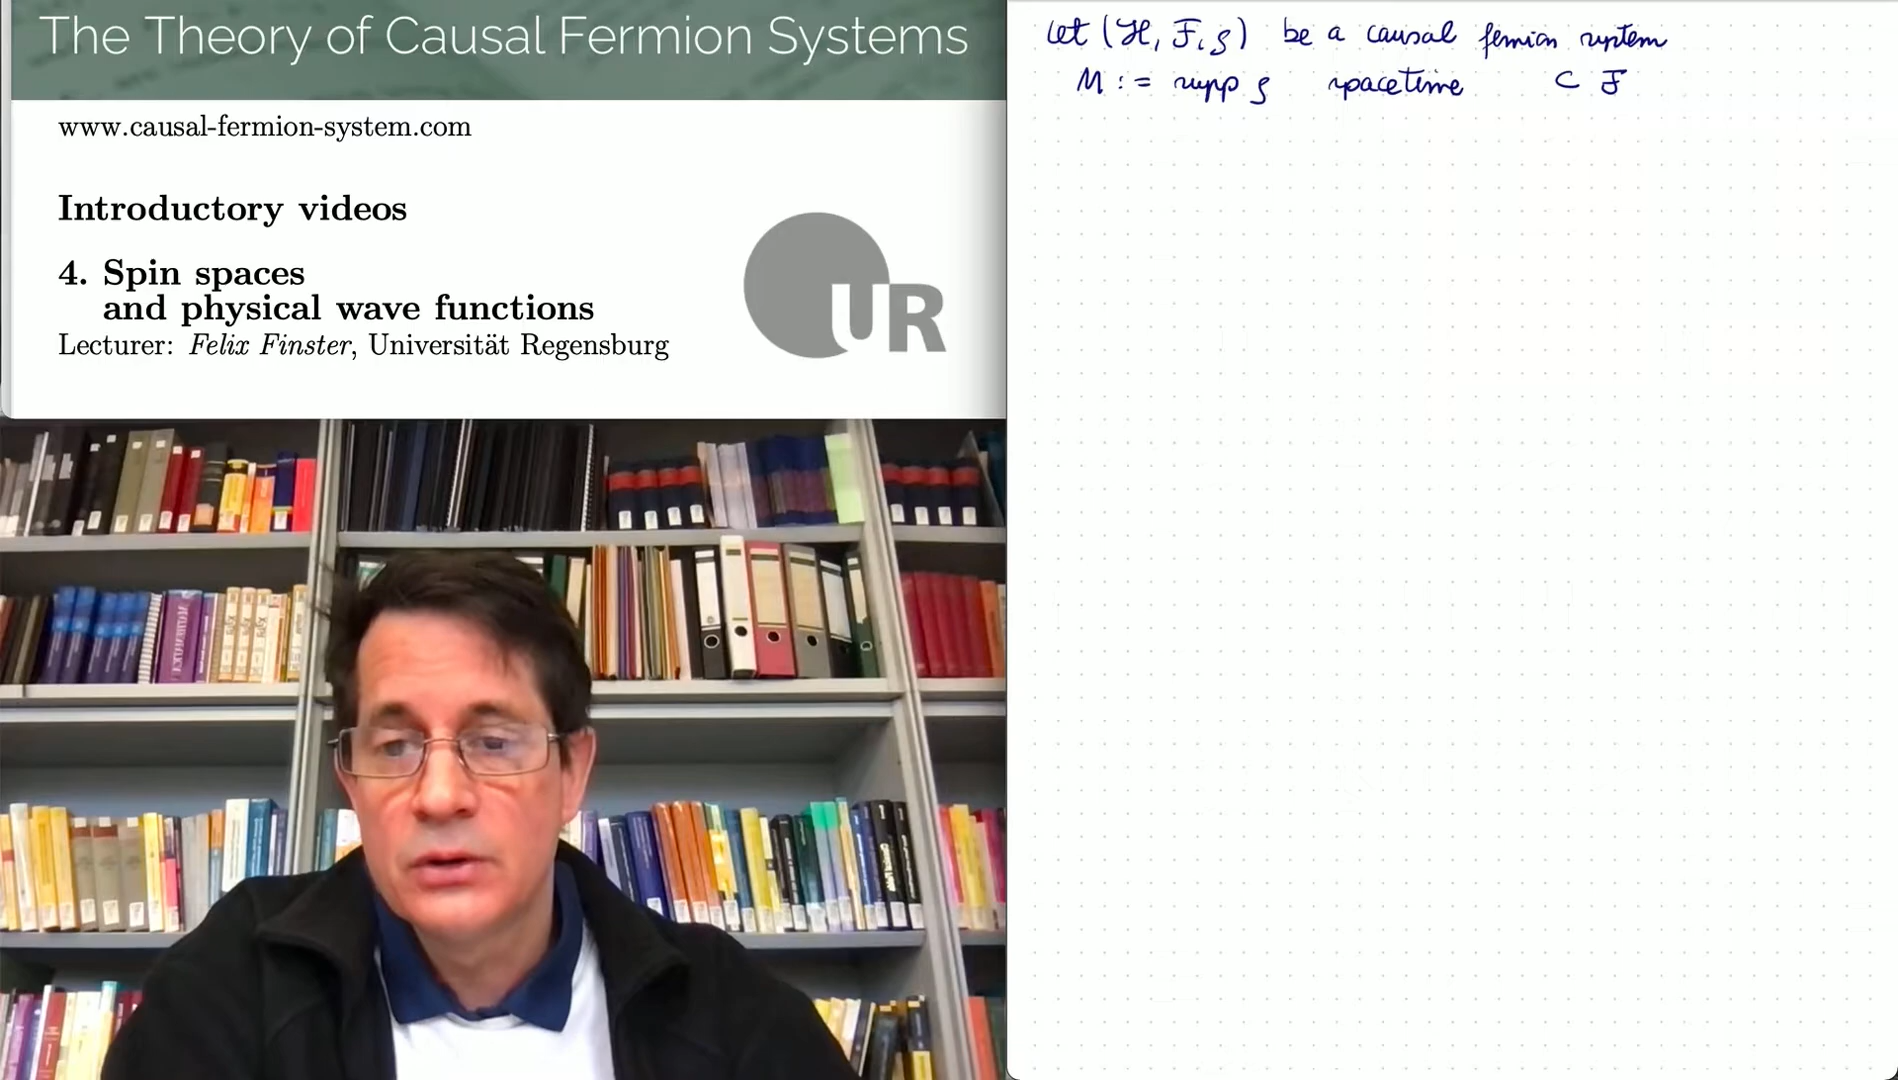 The Theory of Causal Fermion Systems
www.causal-fermion-system.com
Introductory videos
4. Spin spaces
and physical wave functions
Lecturer: Felix Finster, Universität Regensburg
UR
Let (ℋ, ℱ, ρ) be a causal fermion system
M := supp ρ spacetime ⊂ ℱ